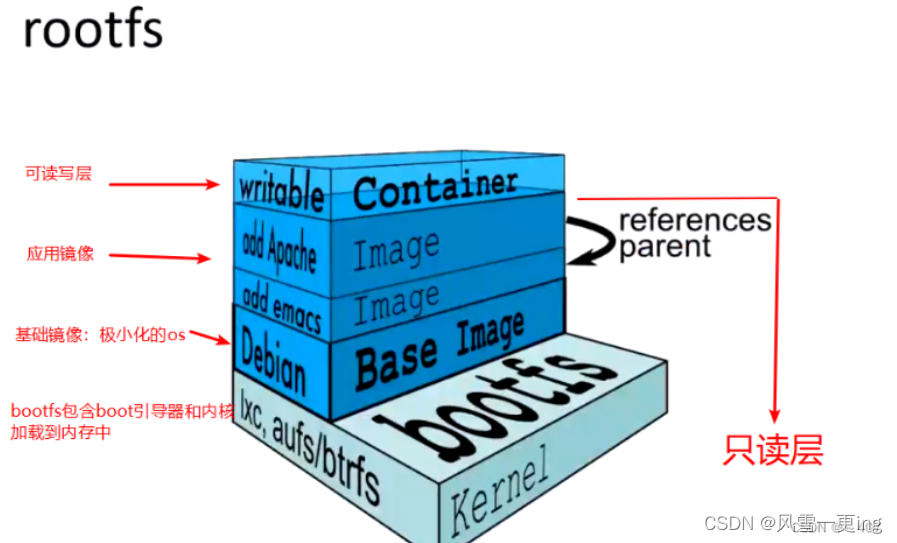 rootfs
可读写层
writable
Container
add Apache
Image
references
parent
应用镜像
add emacs
Image
基础镜像：极小化的os
Debian
Base Image
bootfs包含boot引导器和内核
加载到内存中
lxc, aufs/btrfs
bootfs
Kernel
只读层
CSDN @风雪一更ing